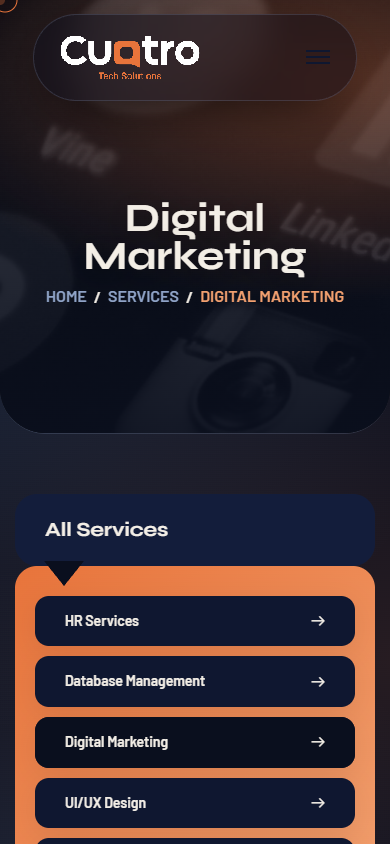 Cuatro
Tech Solutions
Vine
Linked
Digital
Marketing
HOME / SERVICES / DIGITAL MARKETING
All Services
HR Services
Database Management
Digital Marketing
UI/UX Design